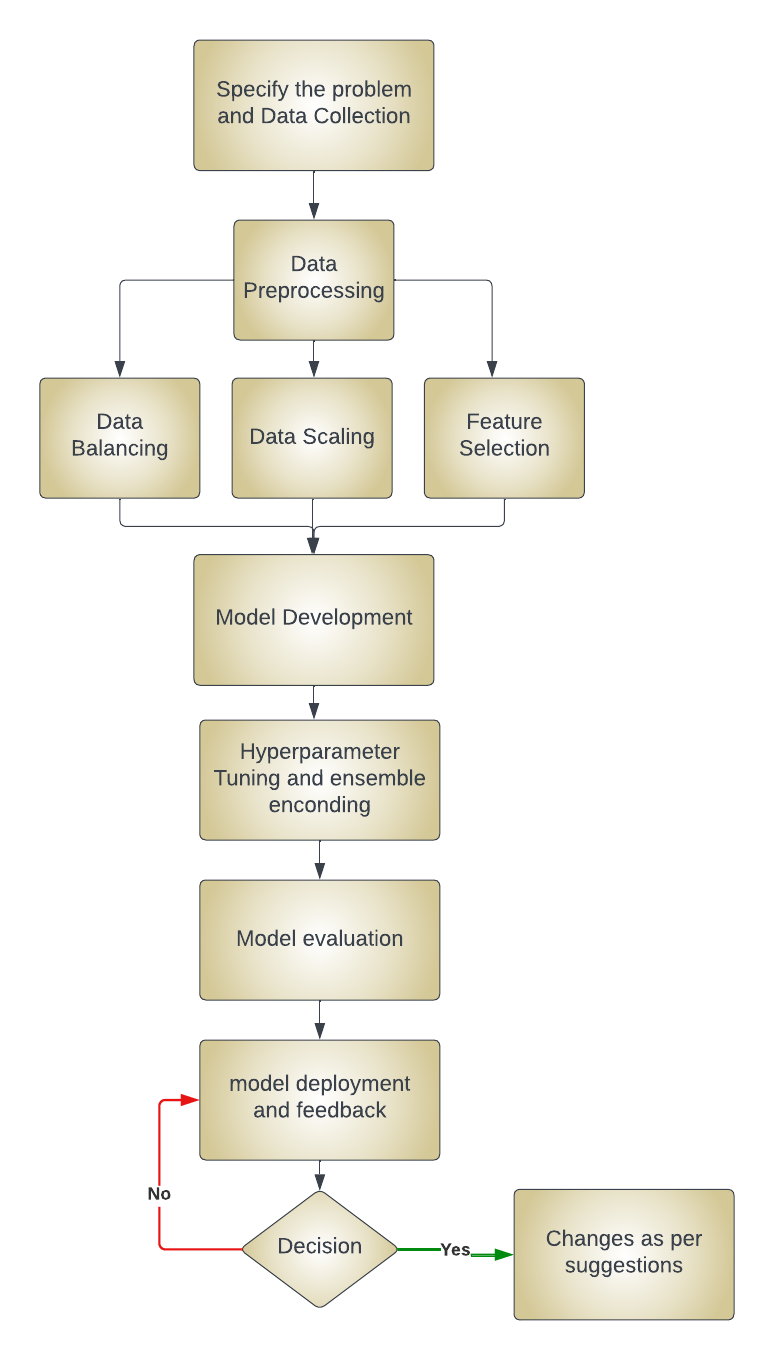 Specify the problem
and Data Collection
Data
Preprocessing
Data
Balancing
Data Scaling
Feature
Selection
Model Development
Hyperparameter
Tuning and ensemble
enconding
Model evaluation
model deployment
and feedback
No
Decision
Yes
Changes as per
suggestions